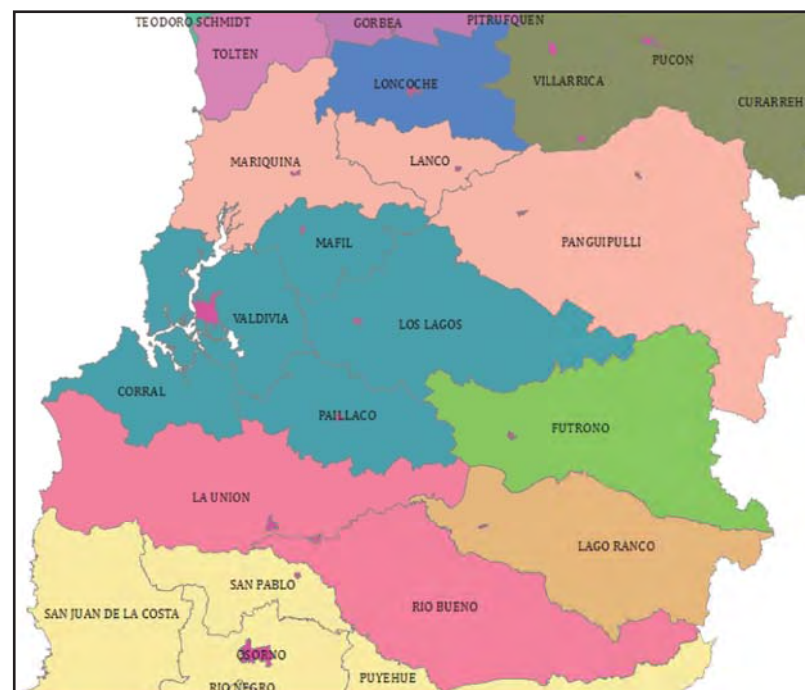 TEODORO SCHMIDT
GORBEA
PITRUFQUEN
TOLTEN
LONCOCHE
VILLARRICA
PUCON
CURARREH
MARIQUINA
LANCO
PANGUIPULLI
MAFIL
VALDIVIA
LOS LAGOS
CORRAL
PAILLACO
FUTRONO
LA UNION
LAGO RANCO
SAN PABLO
RIO BUENO
SAN JUAN DE LA COSTA
OSORNO
PUYEHUE
RIO NEGRO